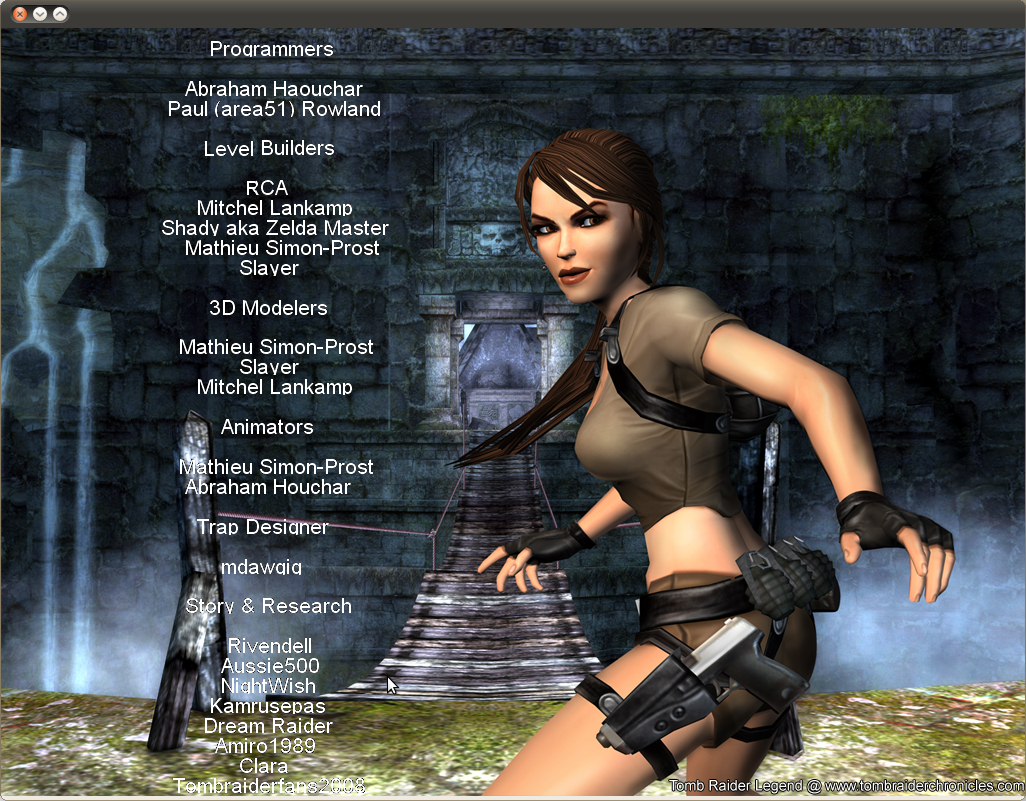 Programmers
Abraham Haouchar
Paul (area51) Rowland
Level Builders
RCA
Mitchel Lankamp
Shady aka Zelda Master
Mathieu Simon-Prost
Slayer
3D Modelers
Mathieu Simon-Prost
Slayer
Mitchel Lankamp
Animators
Mathieu Simon-Prost
Abraham Houchar
Trap Designer
mdawgig
Story & Research
Rivendell
Aussie500
NightWish
Kamrusepas
Dream Raider
Amiro1989
Clara
Tombraiderfans2008
Tomb Raider Legend @ www.tombraiderchronicles.com